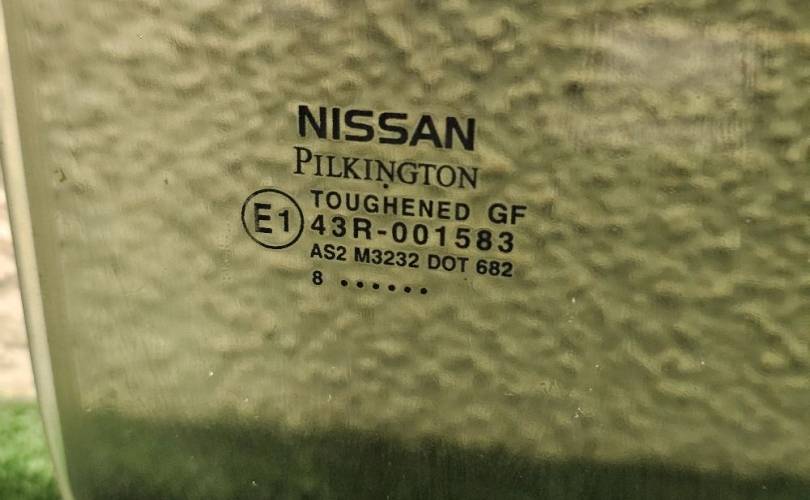 NISSAN
PILKINGTON
TOUGHENED GF
E1 43R-001583
AS2 M3232 DOT 682
8 ••••••